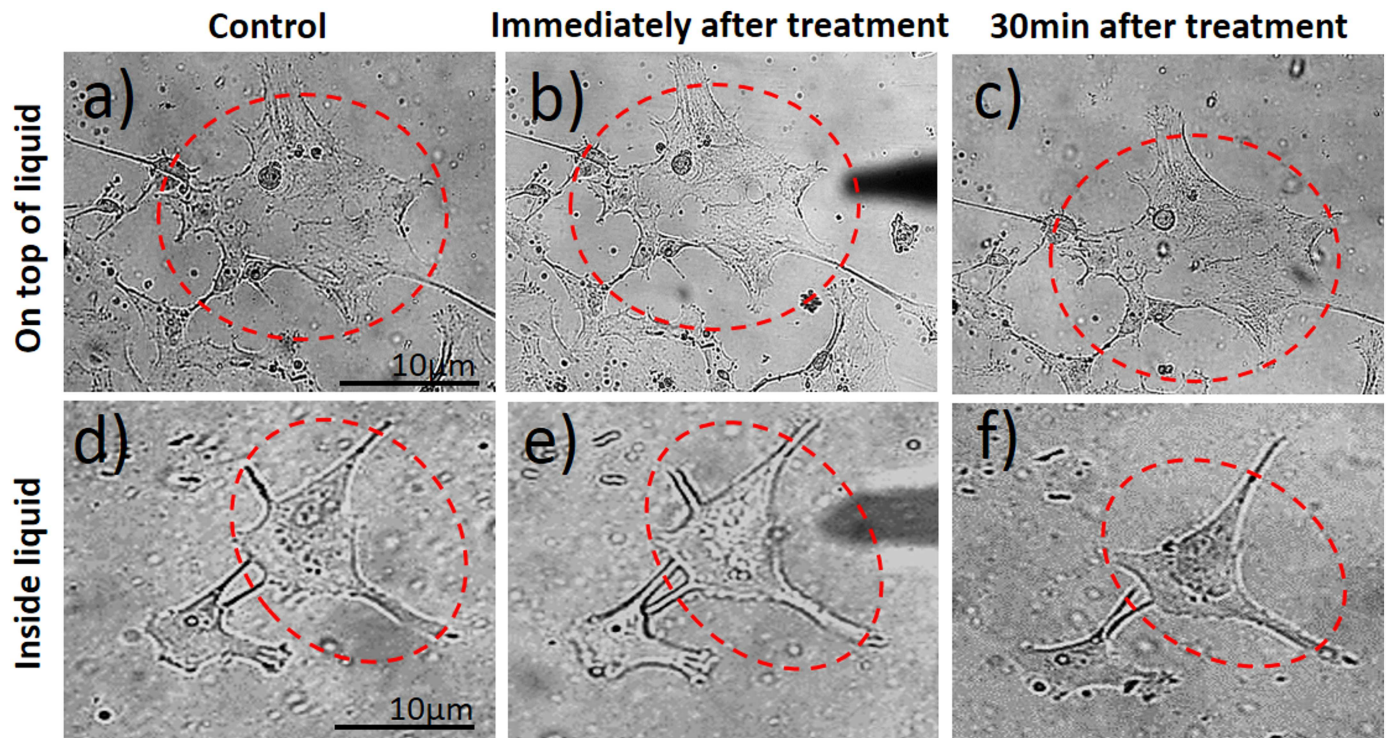 Control
Immediately after treatment
30min after treatment
On top of liquid
a)
b)
c)
10μm
Inside liquid
d)
e)
f)
10μm